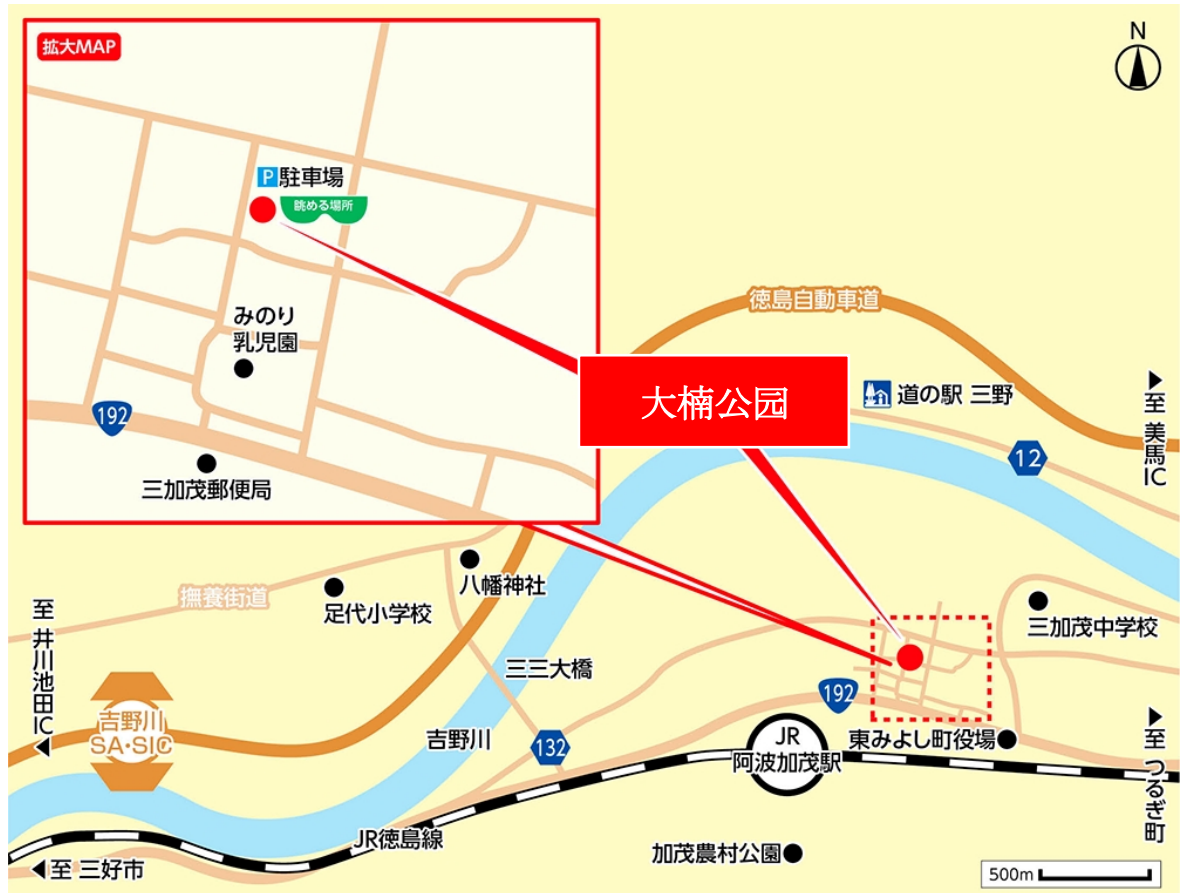 拡大MAP
N
P駐車場
眺める場所
みのり
乳児園
192
三加茂郵便局
大楠公园
徳島自動車道
道の駅 三野
12
至 美馬IC
撫養街道
足代小学校
八幡神社
三加茂中学校
至 井川池田IC
三三大橋
吉野川
SA・SIC
吉野川
132
192
JR
阿波加茂駅
東みよし町役場
至 つるぎ町
JR徳島線
至 三好市
加茂農村公園
500m